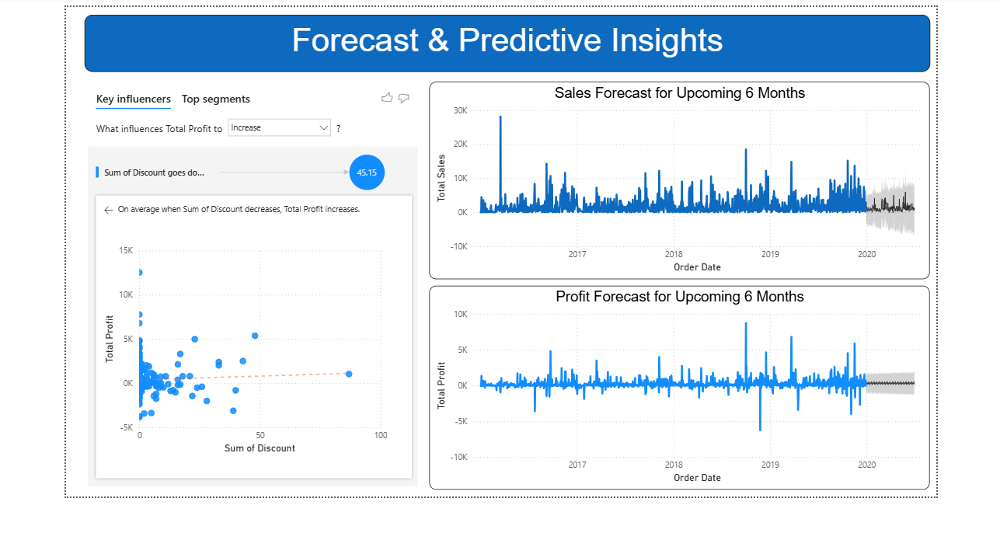 Forecast & Predictive Insights
Key influencers Top segments
What influences Total Profit to Increase ?
Sum of Discount goes do... 45.15
On average when Sum of Discount decreases, Total Profit increases.
15K
10K
5K
0K
-5K
Total Profit
0 50 100
Sum of Discount
Sales Forecast for Upcoming 6 Months
30K
20K
10K
0K
-10K
Total Sales
2017 2018 2019 2020
Order Date
Profit Forecast for Upcoming 6 Months
10K
5K
0K
-5K
-10K
Total Profit
2017 2018 2019 2020
Order Date